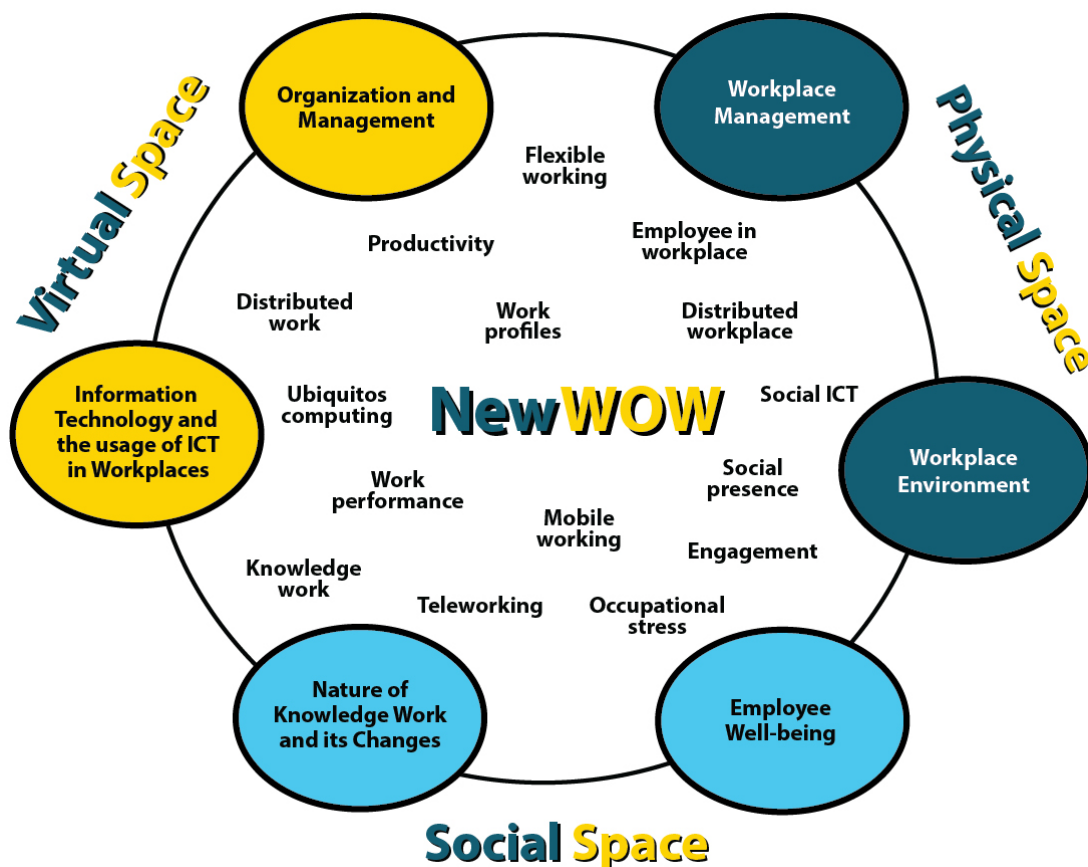 Organization and
Management
Workplace
Management
Virtual Space
Physical Space
Flexible
working
Productivity
Employee in
workplace
Distributed
work
Work
profiles
Distributed
workplace
Information
Technology and
the usage of ICT
in Workplaces
Ubiquitos
computing
New WOW
Social ICT
Workplace
Environment
Work
performance
Social
presence
Mobile
working
Engagement
Knowledge
work
Teleworking
Occupational
stress
Nature of
Knowledge Work
and its Changes
Employee
Well-being
Social Space